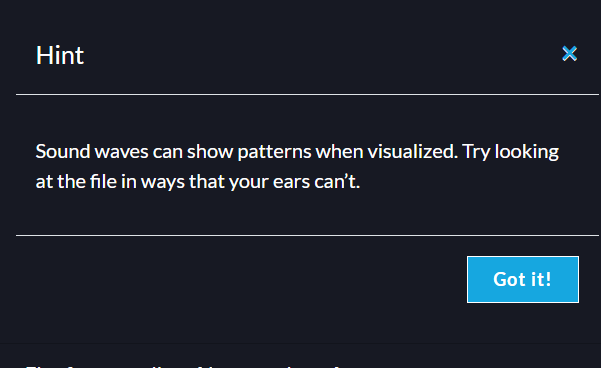 Hint
Sound waves can show patterns when visualized. Try looking
at the file in ways that your ears can't.
Got it!